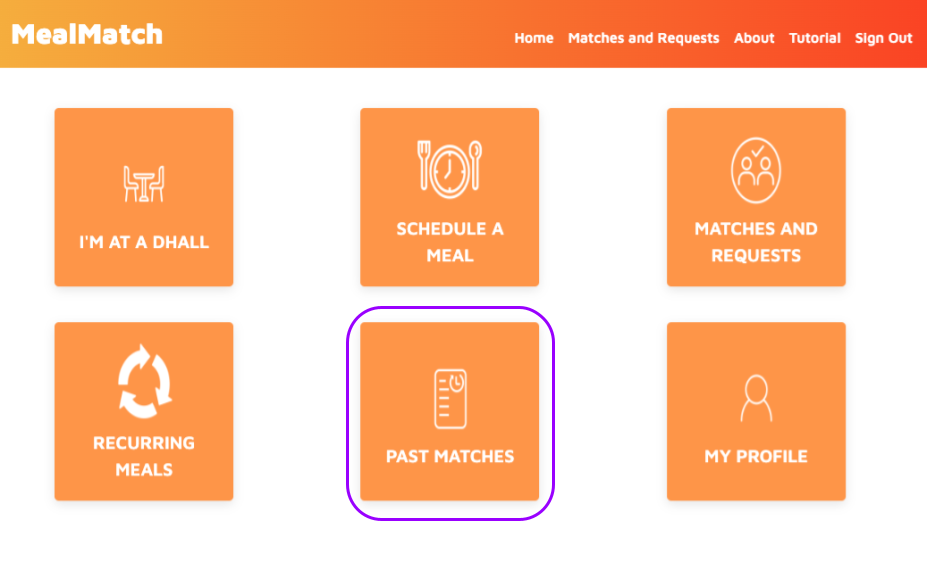 MealMatch
Home Matches and Requests About Tutorial Sign Out
I'M AT A DHALL
SCHEDULE A
MEAL
MATCHES AND
REQUESTS
RECURRING
MEALS
PAST MATCHES
MY PROFILE